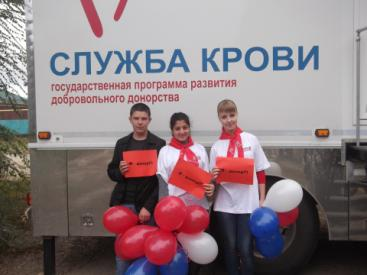 СЛУЖБА КРОВИ
государственная программа развития
добровольного донорства